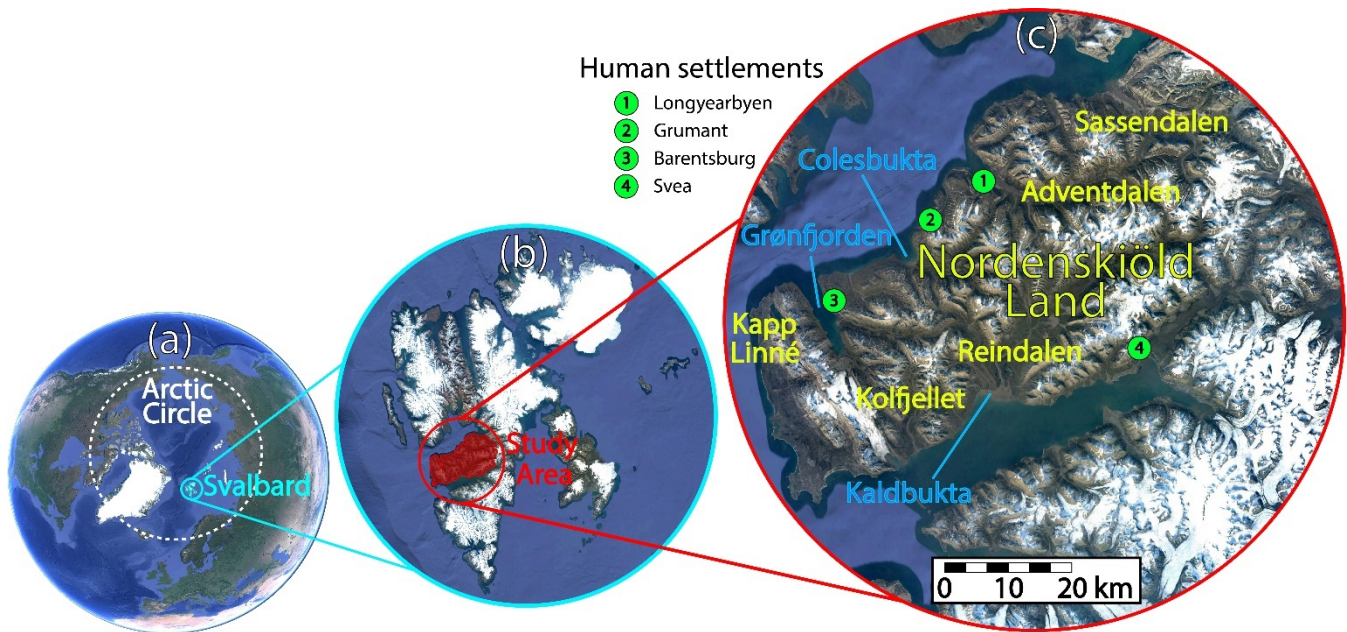 (a)
Arctic
Circle
Svalbard
(b)
Study
Area
Human settlements
1 Longyearbyen
2 Grumant
3 Barentsburg
4 Svea
(c)
Sassendalen
Colesbukta
1
Adventdalen
2
Grønfjorden
Nordenskiöld
Land
3
Kapp
Linné
Reindalen
4
Kolfjellet
Kaldbukta
0 10 20 km